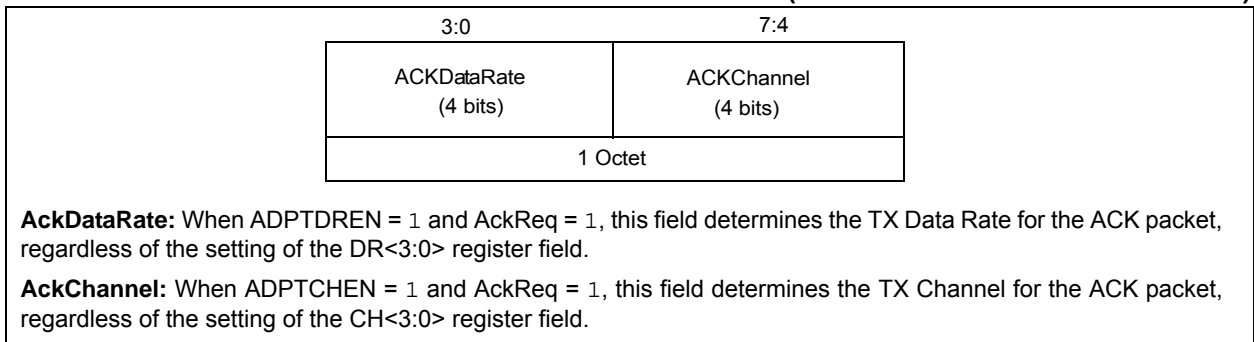 3:0 7:4
ACKDataRate ACKChannel
(4 bits) (4 bits)
1 Octet
AckDataRate: When ADPTDREN = 1 and AckReq = 1, this field determines the TX Data Rate for the ACK packet,
regardless of the setting of the DR<3:0> register field.
AckChannel: When ADPTCHEN = 1 and AckReq = 1, this field determines the TX Channel for the ACK packet,
regardless of the setting of the CH<3:0> register field.